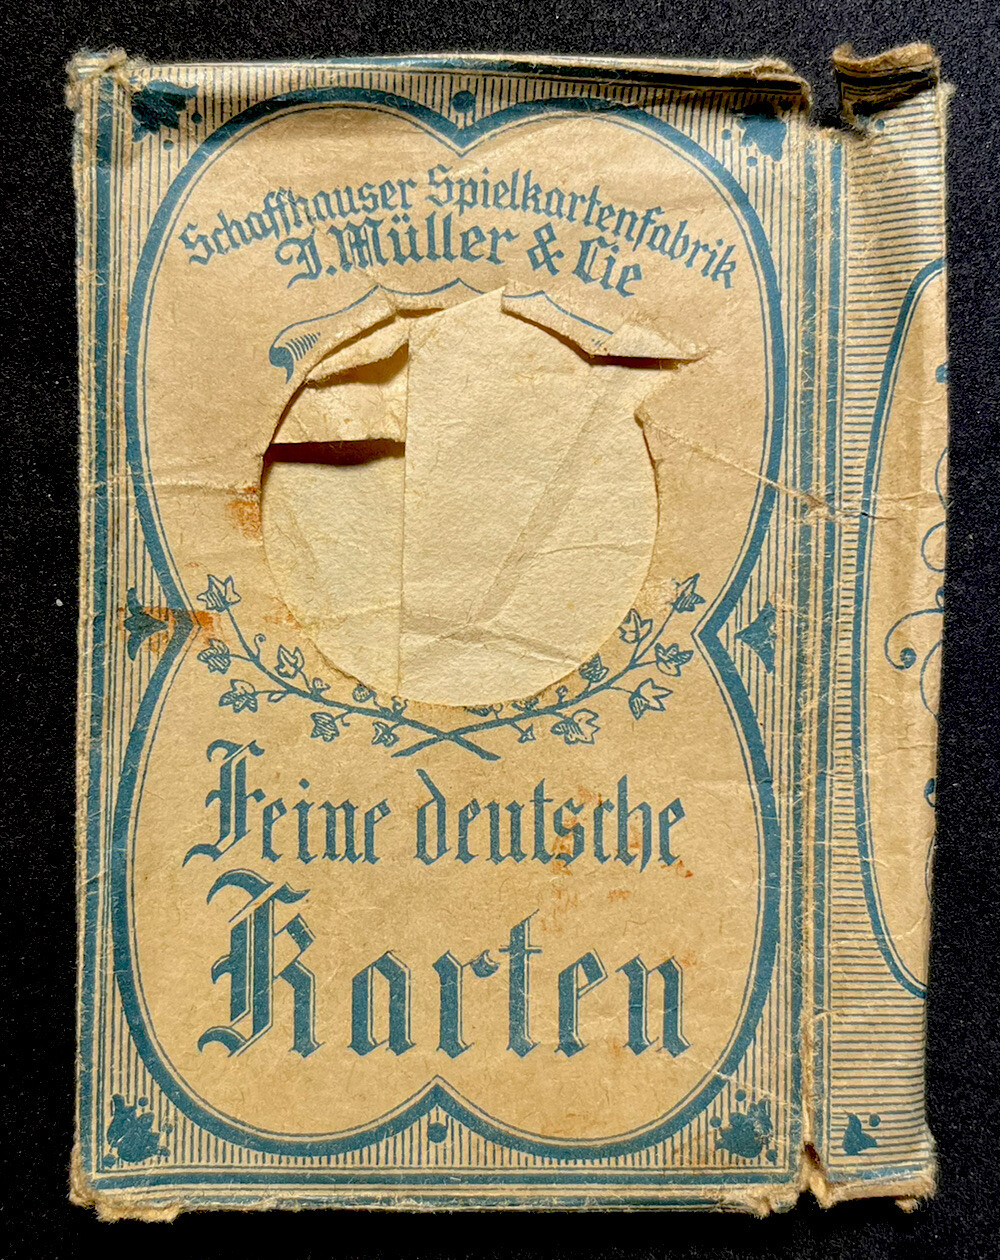 Schaffhauser Spielkartenfabrik
J. Müller & Cie
Feine deutsche
Karten